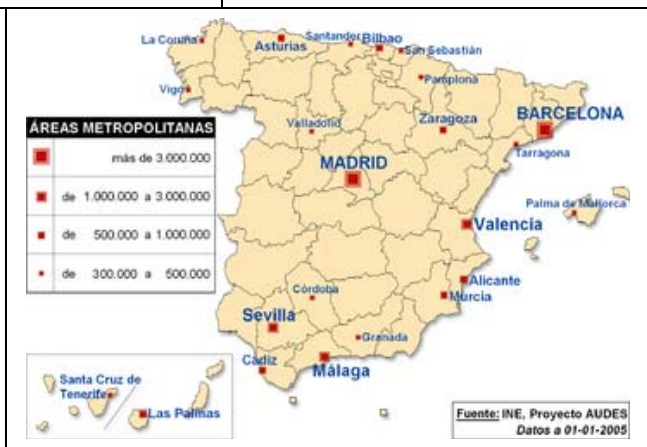 La Coruña
Asturias
Santander
Bilbao
San Sebastián
Vigo
Pamplona
ÁREAS METROPOLITANAS
más de 3.000.000
de 1.000.000 a 3.000.000
de 500.000 a 1.000.000
de 300.000 a 500.000
Valladolid
Zaragoza
BARCELONA
Tarragona
MADRID
Palma de Mallorca
Valencia
Alicante
Murcia
Córdoba
Sevilla
Granada
Cádiz
Málaga
Santa Cruz de
Tenerife
Las Palmas
Fuente: INE, Proyecto AUDES
Datos a 01-01-2005